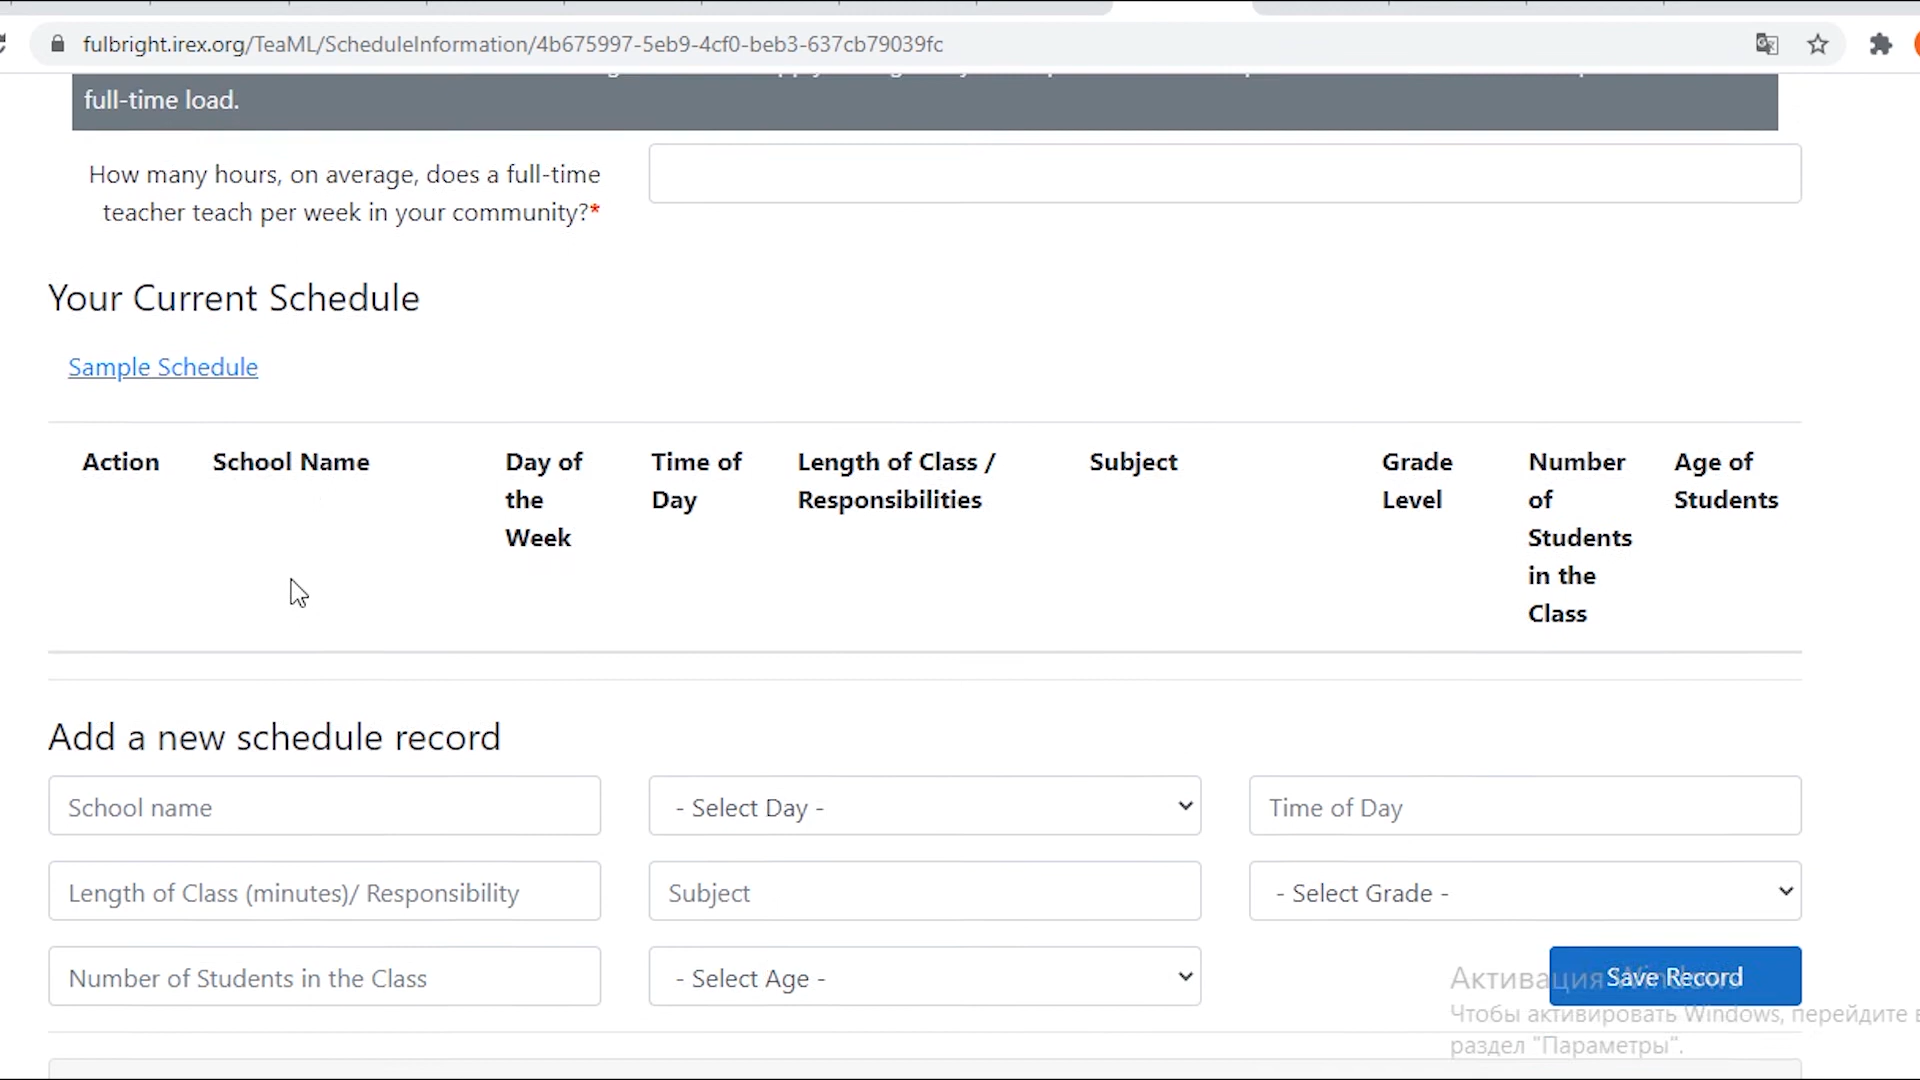 fulbright.irex.org/TeaML/ScheduleInformation/4b675997-5eb9-4cf0-beb3-637cb79039fc
full-time load.
How many hours, on average, does a full-time
teacher teach per week in your community?*
Your Current Schedule
Sample Schedule
Action School Name Day of the Week Time of Day Length of Class / Responsibilities Subject Grade Level Number of Students in the Class Age of Students
Add a new schedule record
School name - Select Day - Time of Day
Length of Class (minutes)/ Responsibility Subject - Select Grade -
Number of Students in the Class - Select Age - Save Record
Активация Windows
Чтобы активировать Windows, перейдите в
раздел "Параметры".